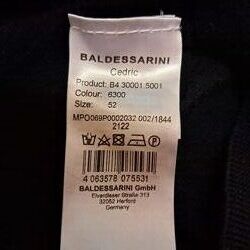 BALDESSARINI
Cedric
Product: B4 30001.5001
Colour: 6300
Size: 52
MPO069P0002032 002/1844
2122
4 063578 075531
BALDESSARINI GmbH
Elverdisser Straße 313
32052 Herford
Germany